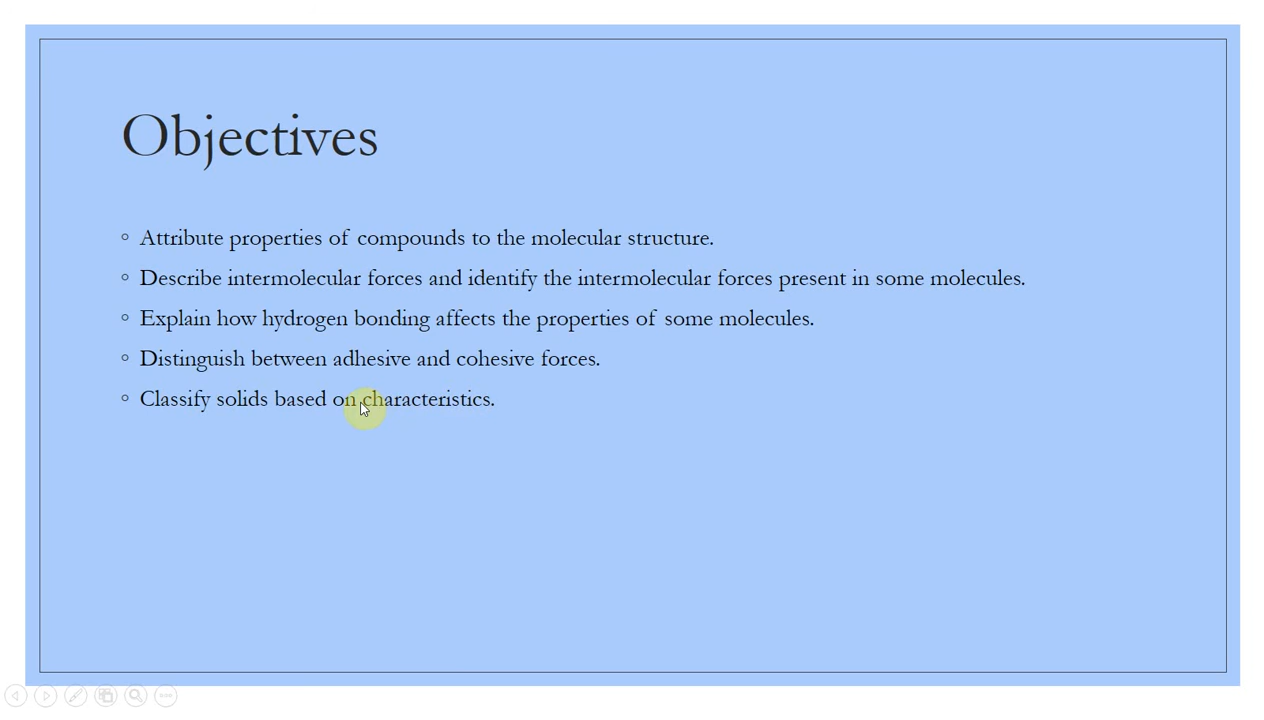 Objectives
Attribute properties of compounds to the molecular structure.
Describe intermolecular forces and identify the intermolecular forces present in some molecules.
Explain how hydrogen bonding affects the properties of some molecules.
Distinguish between adhesive and cohesive forces.
Classify solids based on characteristics.